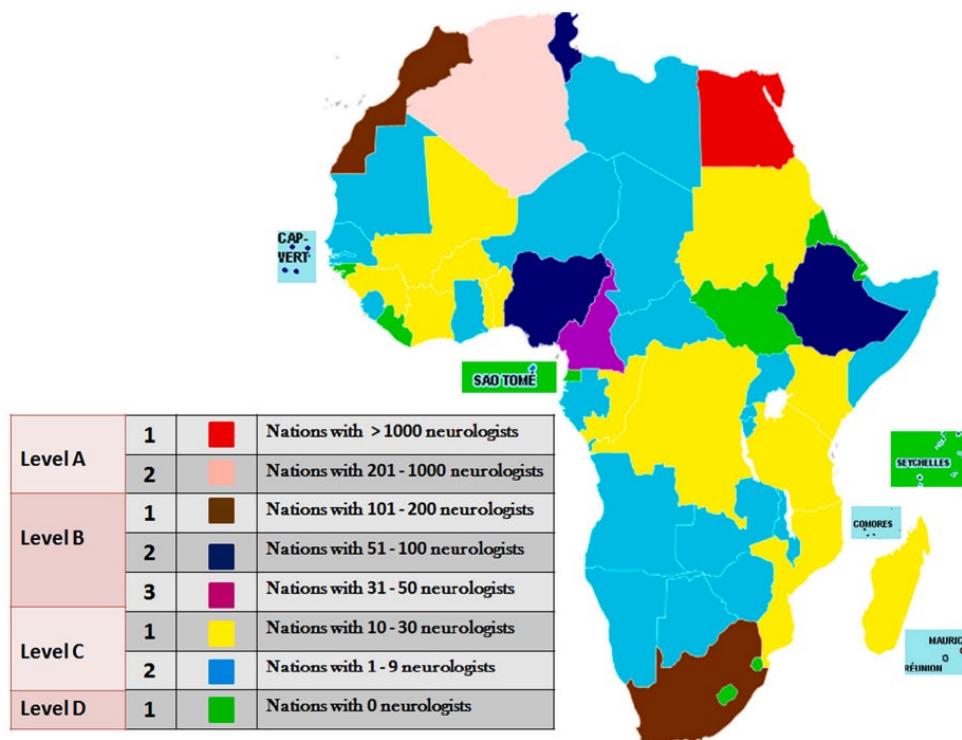 CAP-
VERT
SAO TOMÉ
SEYCHELLES
COMORES
MAURIC
RÉUNION
Level A
1
Nations with > 1000 neurologists
2
Nations with 201 - 1000 neurologists
Level B
1
Nations with 101 - 200 neurologists
2
Nations with 51 - 100 neurologists
3
Nations with 31 - 50 neurologists
Level C
1
Nations with 10 - 30 neurologists
2
Nations with 1 - 9 neurologists
Level D
1
Nations with 0 neurologists